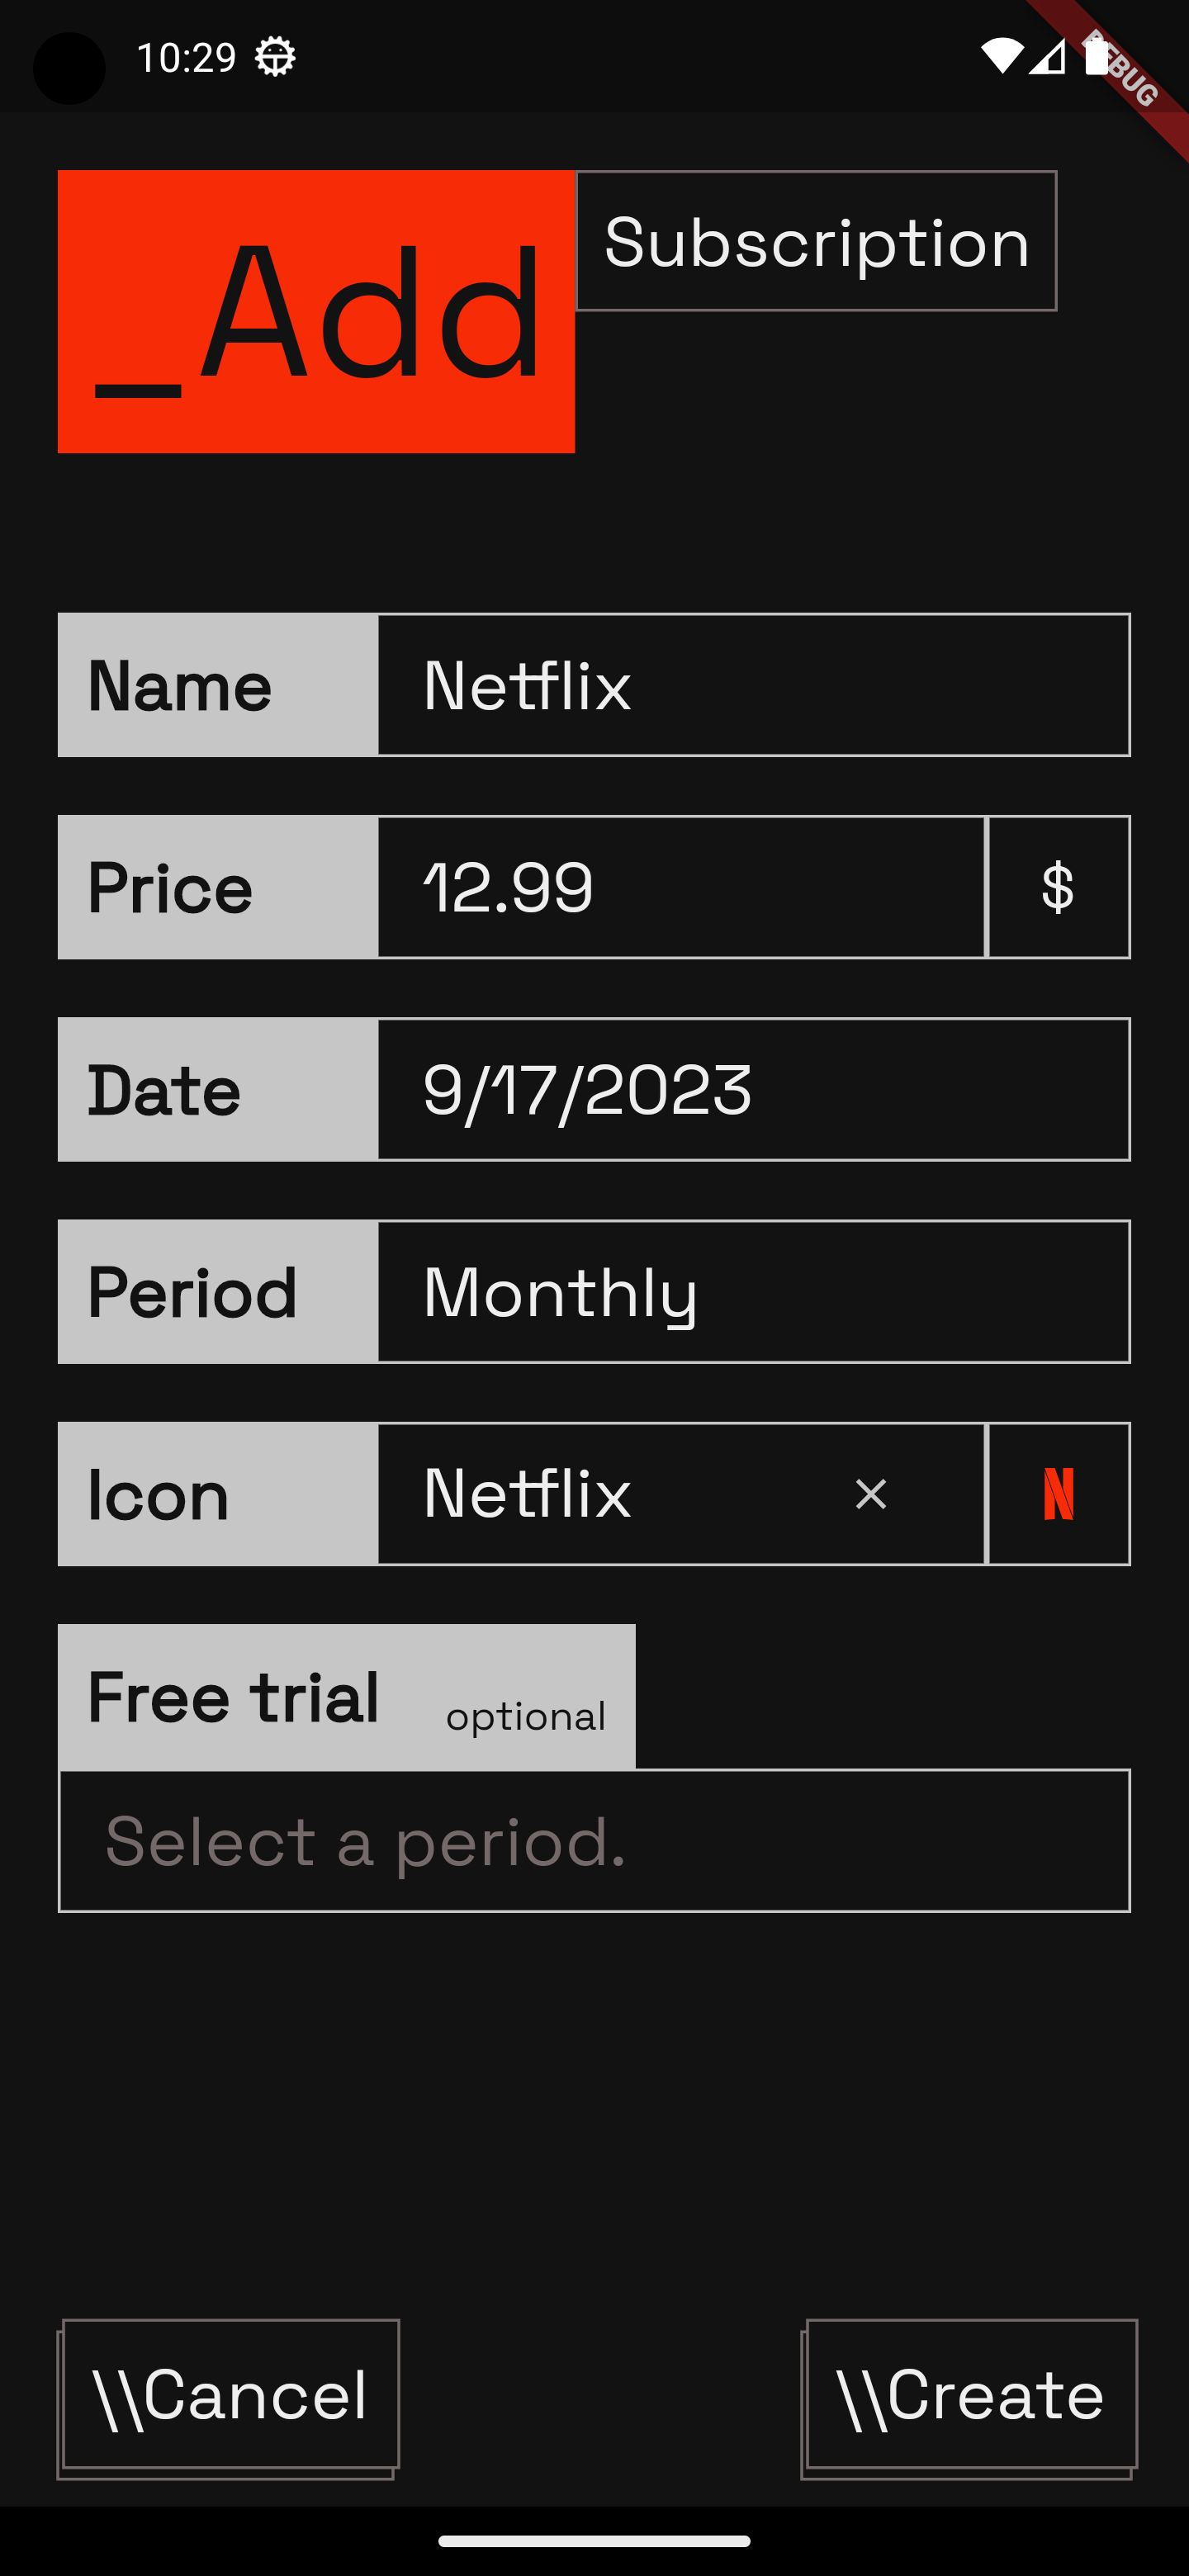 10:29
DEBUG
_Add
Subscription
Name
Netflix
Price
12.99
$
Date
9/17/2023
Period
Monthly
Icon
Netflix
×
N
Free trial
optional
Select a period.
\\Cancel
\\Create